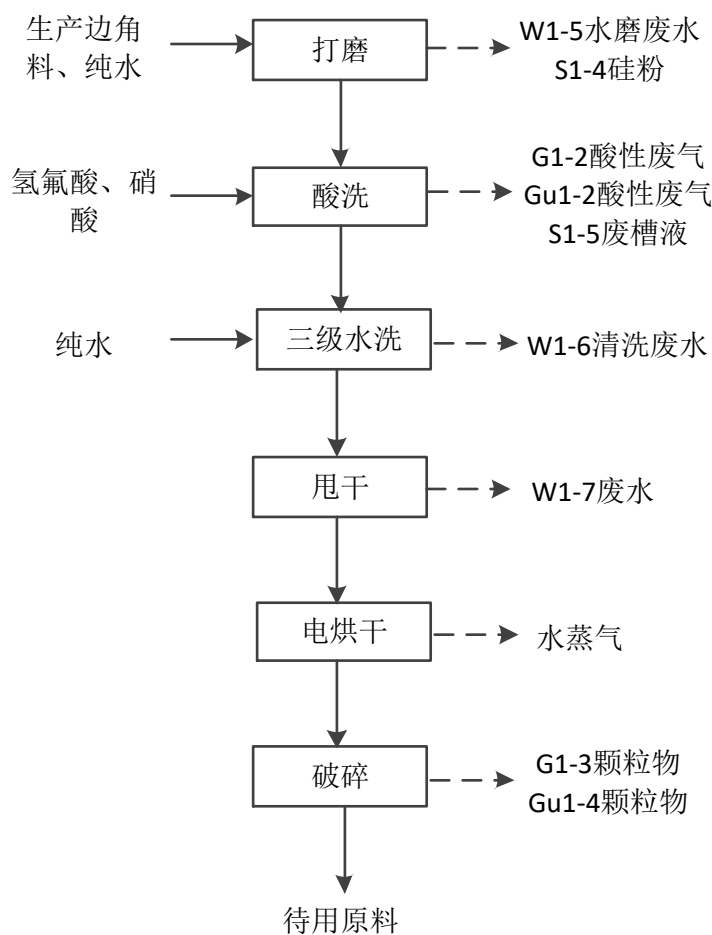 生产边角
料、纯水
打磨
W1-5水磨废水
S1-4硅粉
氢氟酸、硝
酸
酸洗
G1-2酸性废气
Gu1-2酸性废气
S1-5废槽液
纯水
三级水洗
W1-6清洗废水
甩干
W1-7废水
电烘干
水蒸气
破碎
G1-3颗粒物
Gu1-4颗粒物
待用原料